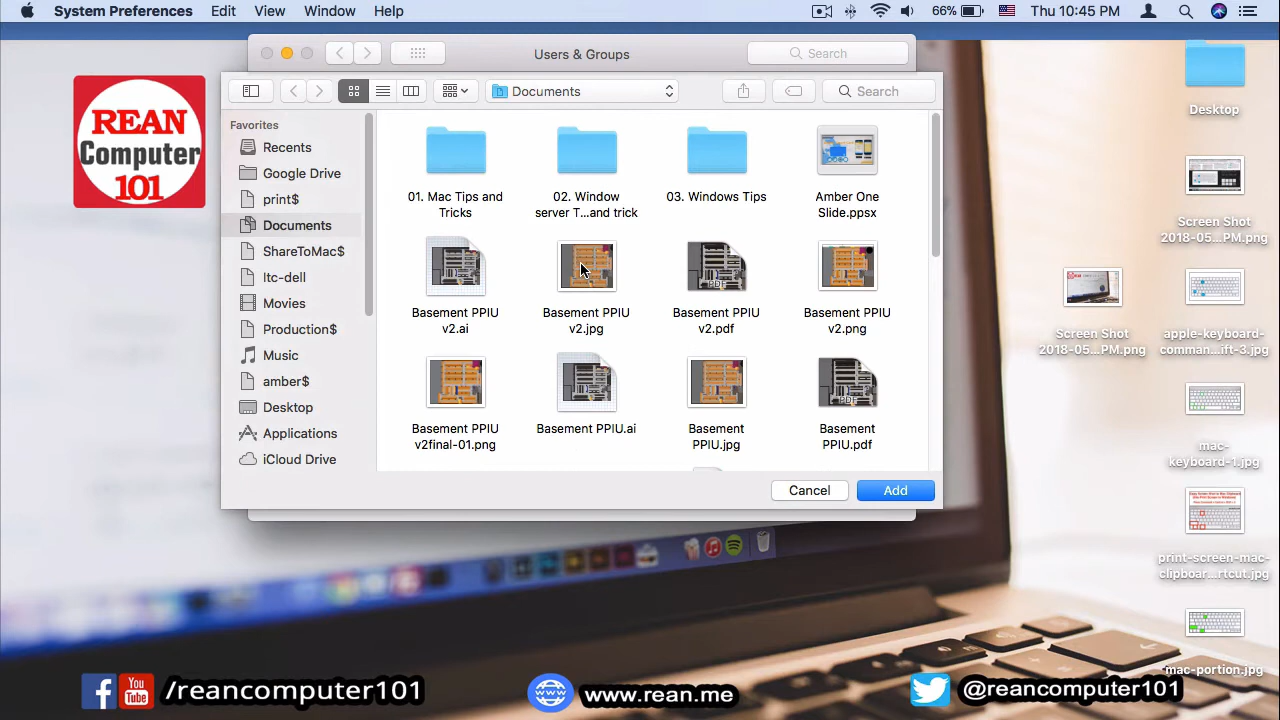 System Preferences Edit View Window Help 66% Thu 10:45 PM
REAN
Computer
101
Users & Groups
Search
Documents
Search
Favorites
Recents
Google Drive
print$
Documents
ShareToMac$
ltc-dell
Movies
Production$
Music
amber$
Desktop
Applications
iCloud Drive
01. Mac Tips and
Tricks
02. Window
server T...and trick
03. Windows Tips
Amber One
Slide.ppsx
Basement PPIU
v2.ai
Basement PPIU
v2.jpg
Basement PPIU
v2.pdf
Basement PPIU
v2.png
Basement PPIU
v2final-01.png
Basement PPIU.ai
Basement
PPIU.jpg
Basement
PPIU.pdf
PDF
PDF
Cancel
Add
Desktop
Screen Shot
2018-05...PM.png
Screen Shot
2018-05...PM.png
apple-keyboard-
comman...ift-3.jpg
mac-
keyboard-1.jpg
print-screen-mac-
clipboar...rtcut.jpg
mac-portion.jpg
You
Tube
/reancomputer101
www.rean.me
@reancomputer101